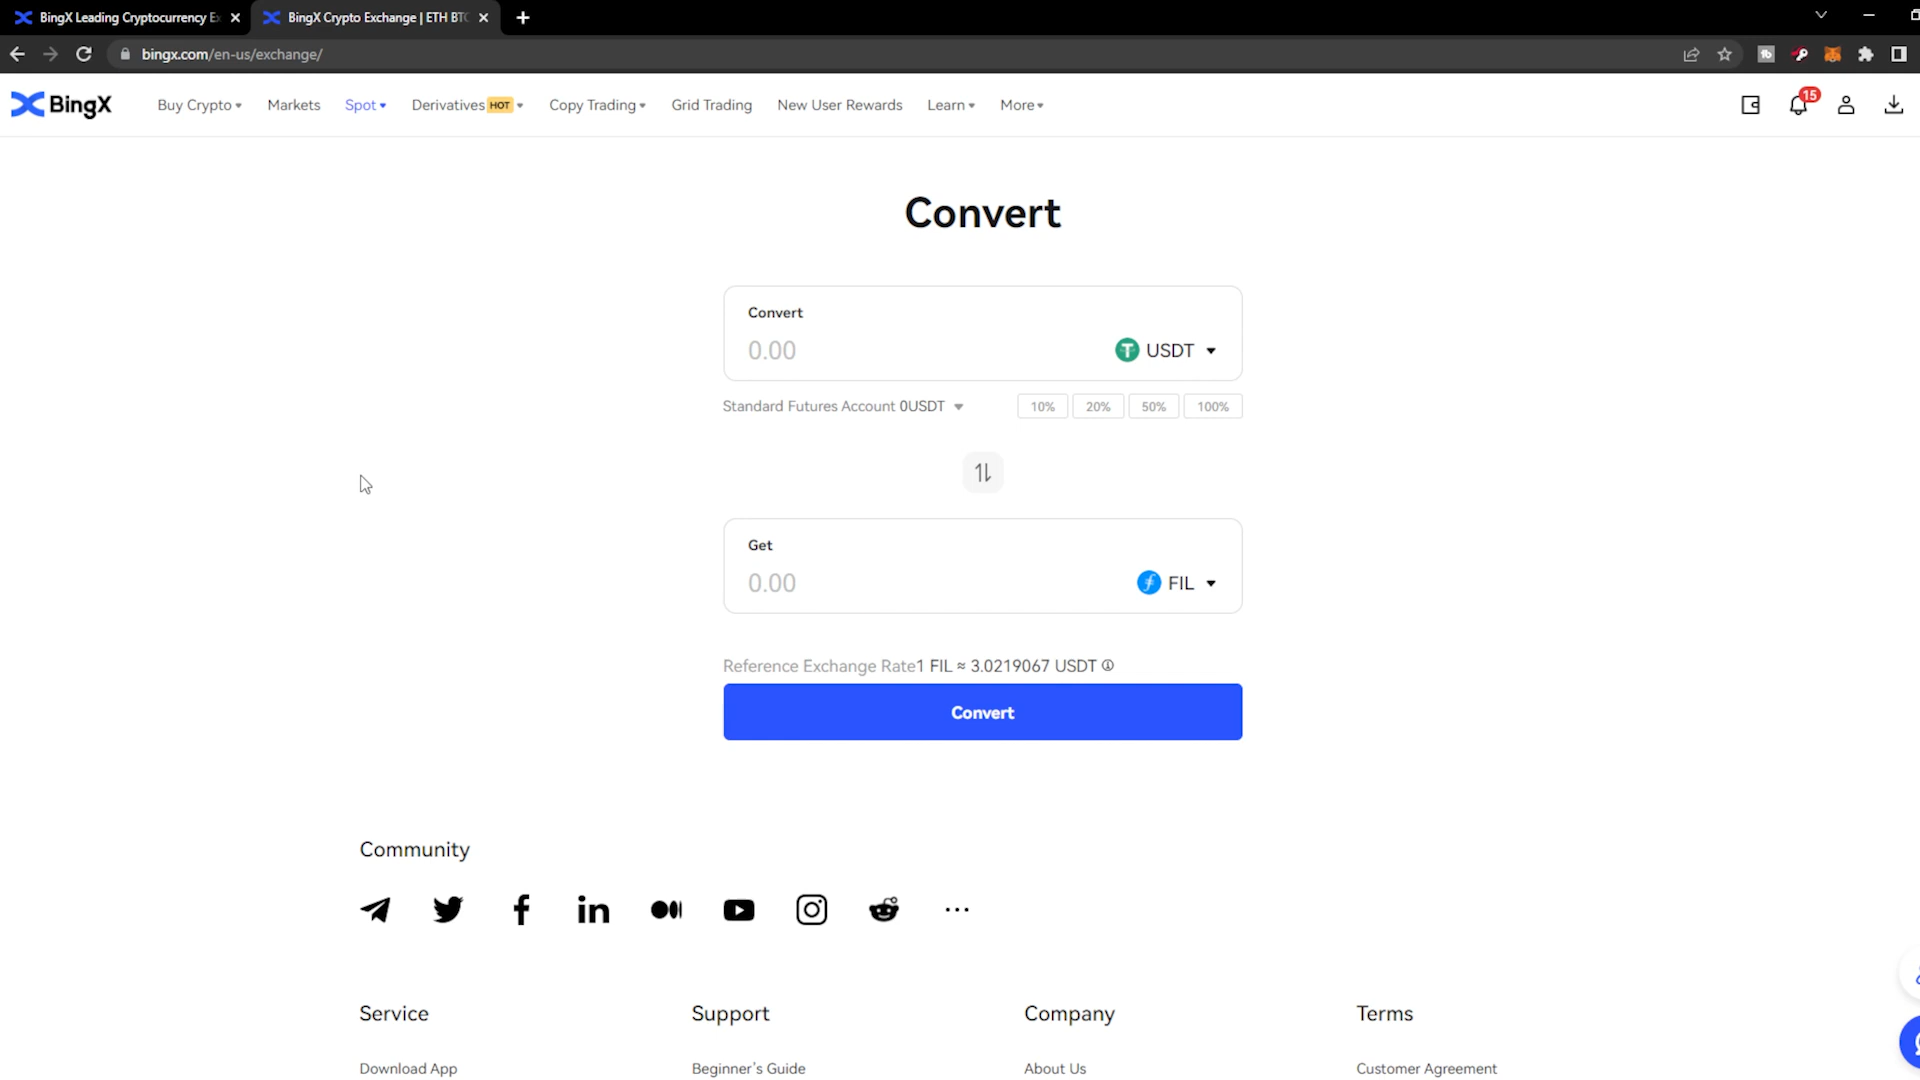 BingX Leading Cryptocurrency Ex
BingX Crypto Exchange | ETH BTC
bingx.com/en-us/exchange/
BingX
Buy Crypto
Markets
Spot
Derivatives HOT
Copy Trading
Grid Trading
New User Rewards
Learn
More
15
Convert
Convert
0.00
USDT
Standard Futures Account 0USDT
10%
20%
50%
100%
Get
0.00
FIL
Reference Exchange Rate1 FIL ≈ 3.0219067 USDT
Convert
Community
Service
Support
Company
Terms
Download App
Beginner's Guide
About Us
Customer Agreement